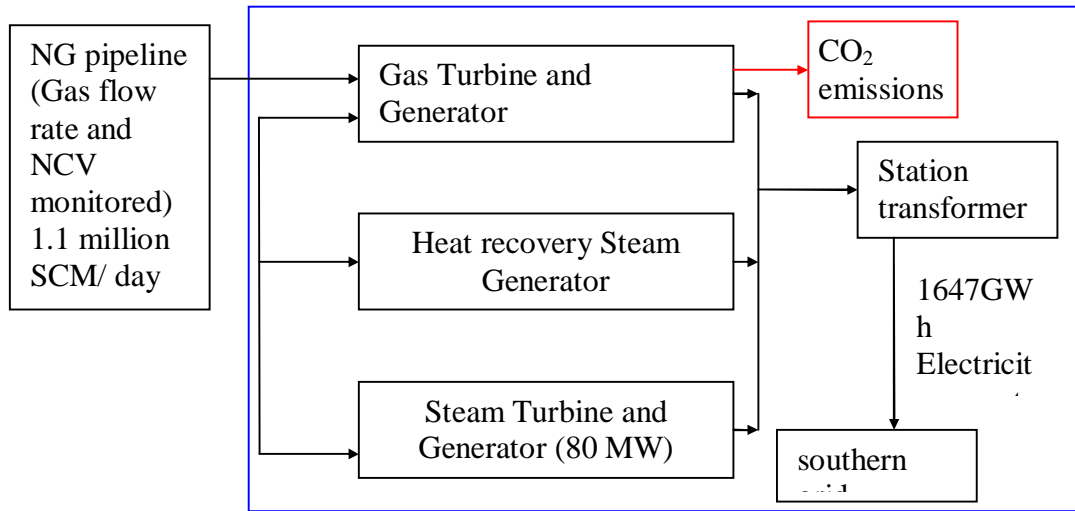 NG pipeline
(Gas flow
rate and
NCV
monitored)
1.1 million
SCM/ day
Gas Turbine and
Generator
CO2
emissions
Station
transformer
Heat recovery Steam
Generator
1647GW
h
Electricit
Steam Turbine and
Generator (80 MW)
southern